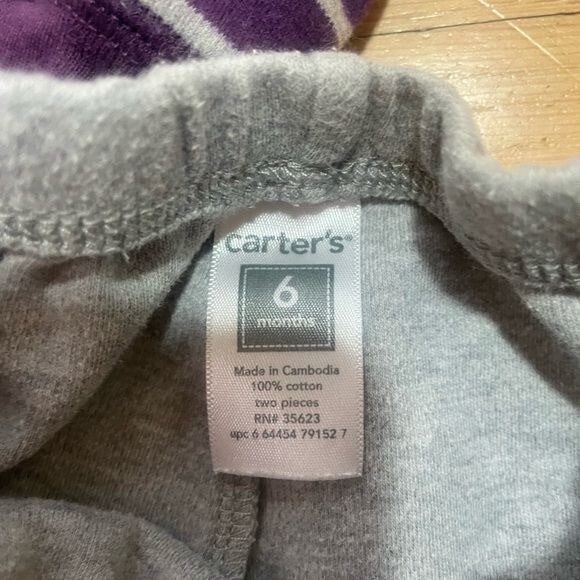 carter's
6
months
Made in Cambodia
100% cotton
two pieces
RN# 35623
upc 6 64454 79152 7